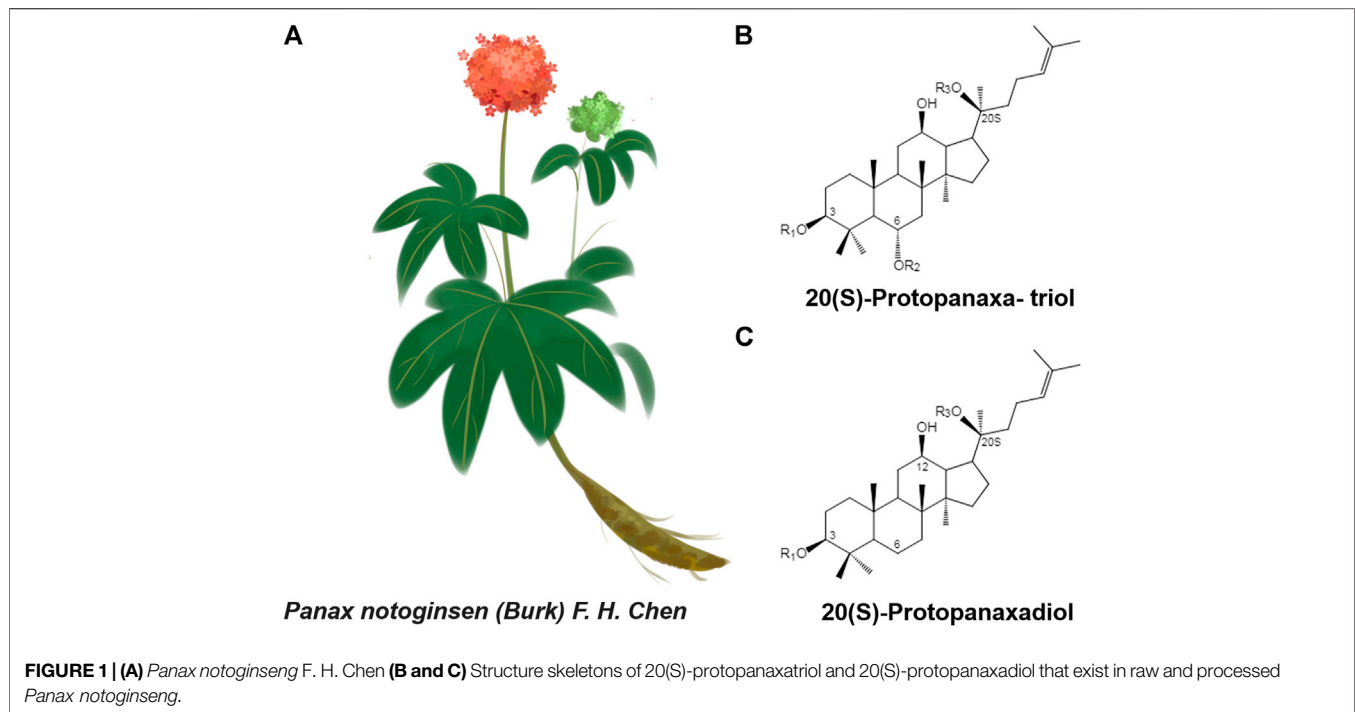 A
Panax notoginsen (Burk) F. H. Chen
B
R₃O
OH
20S
3
6
R₁O
OR₂
20(S)-Protopanaxa- triol
C
R₃O
OH
20S
12
3
6
R₁O
20(S)-Protopanaxadiol
FIGURE 1 | (A) Panax notoginseng F. H. Chen (B and C) Structure skeletons of 20(S)-protopanaxatriol and 20(S)-protopanaxadiol that exist in raw and processed
Panax notoginseng.